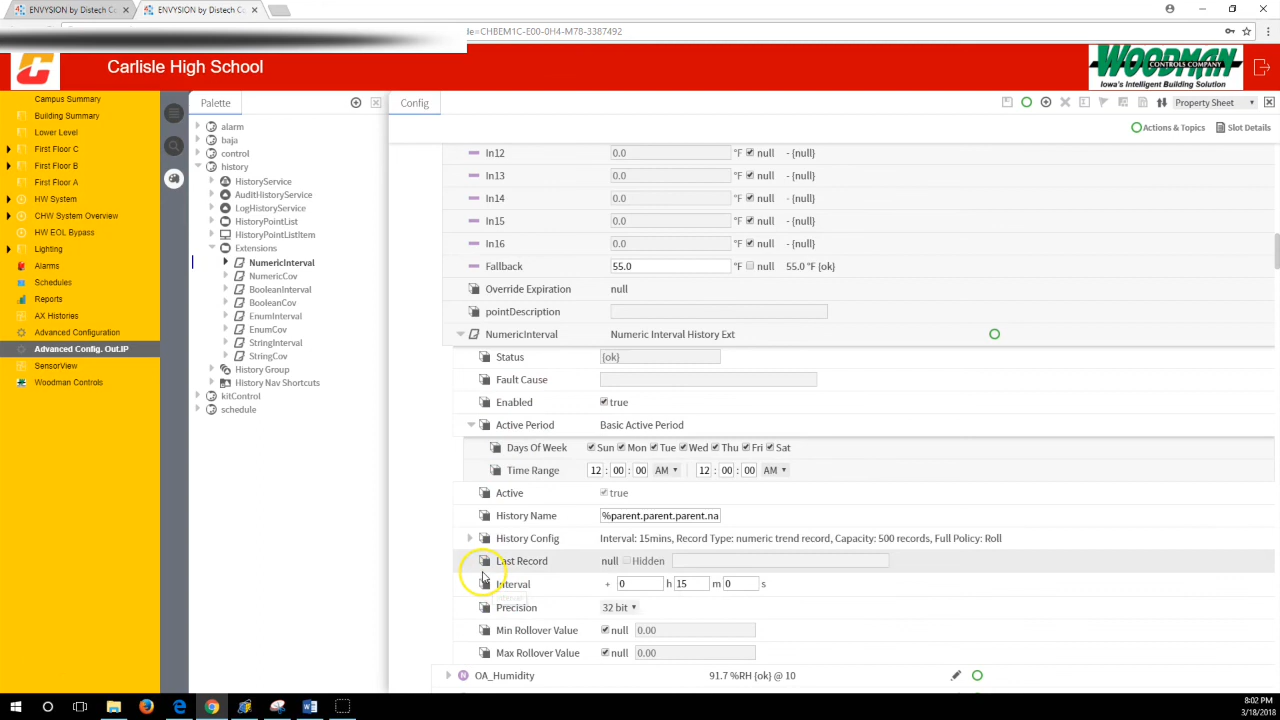 ENVYSION by Distech Co
ENVYSION by Distech Co
de=CHBEM1C-E00-0H4-M78-3387492
Carlisle High School
WOODMAN
CONTROLS COMPANY
Iowa's Intelligent Building Solution
Campus Summary
Building Summary
Lower Level
First Floor C
First Floor B
First Floor A
HW System
CHW System Overview
HW EOL Bypass
Lighting
Alarms
Schedules
Reports
AX Histories
Advanced Configuration
Advanced Config. Out.IP
SensorView
Woodman Controls
Palette
alarm
baja
control
history
HistoryService
AuditHistoryService
LogHistoryService
HistoryPointList
HistoryPointListItem
Extensions
NumericInterval
NumericCov
BooleanInterval
BooleanCov
EnumInterval
EnumCov
StringInterval
StringCov
History Group
History Nav Shortcuts
kitControl
schedule
Config
Property Sheet
Actions & Topics Slot Details
In12 0.0 °F null - {null}
In13 0.0 °F null - {null}
In14 0.0 °F null - {null}
In15 0.0 °F null - {null}
In16 0.0 °F null - {null}
Fallback 55.0 °F null 55.0 °F {ok}
Override Expiration null
pointDescription
NumericInterval Numeric Interval History Ext
Status {ok}
Fault Cause
Enabled true
Active Period Basic Active Period
Days Of Week Sun Mon Tue Wed Thu Fri Sat
Time Range 12 : 00 : 00 AM 12 : 00 : 00 AM
Active true
History Name %parent.parent.parent.na
History Config Interval: 15mins, Record Type: numeric trend record, Capacity: 500 records, Full Policy: Roll
Last Record null Hidden
Interval + 0 h 15 m 0 s
Precision 32 bit
Min Rollover Value null 0.00
Max Rollover Value null 0.00
OA_Humidity 91.7 %RH {ok} @ 10
8:02 PM
3/18/2018